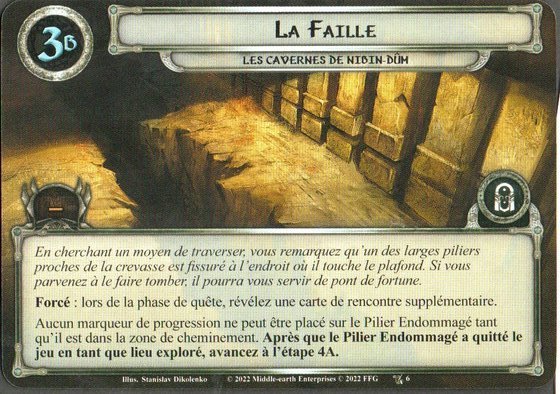 3B
LA FAILLE
LES CAVERNES DE NIBIN-DÛM
–
En cherchant un moyen de traverser, vous remarquez qu'un des larges piliers
proches de la crevasse est fissuré à l'endroit où il touche le plafond. Si vous
parvenez à le faire tomber, il pourra vous servir de pont de fortune.
Forcé : lors de la phase de quête, révélez une carte de rencontre supplémentaire.
Aucun marqueur de progression ne peut être placé sur le Pilier Endommagé tant
qu'il est dans la zone de cheminement. Après que le Pilier Endommagé a quitté le
jeu en tant que lieu exploré, avancez à l'étape 4A.
Illus. Stanislav Dikolenko © 2022 Middle-earth Enterprises © 2022 FFG 6